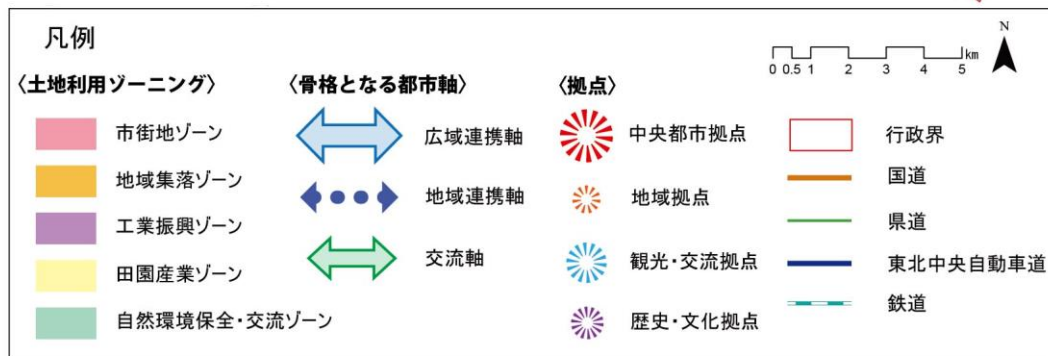 凡例
N
km
0 0.5 1 2 3 4 5
〈土地利用ゾーニング〉
市街地ゾーン
地域集落ゾーン
工業振興ゾーン
田園産業ゾーン
自然環境保全・交流ゾーン
〈骨格となる都市軸〉
広域連携軸
地域連携軸
交流軸
〈拠点〉
中央都市拠点
地域拠点
観光・交流拠点
歴史・文化拠点
行政界
国道
県道
東北中央自動車道
鉄道